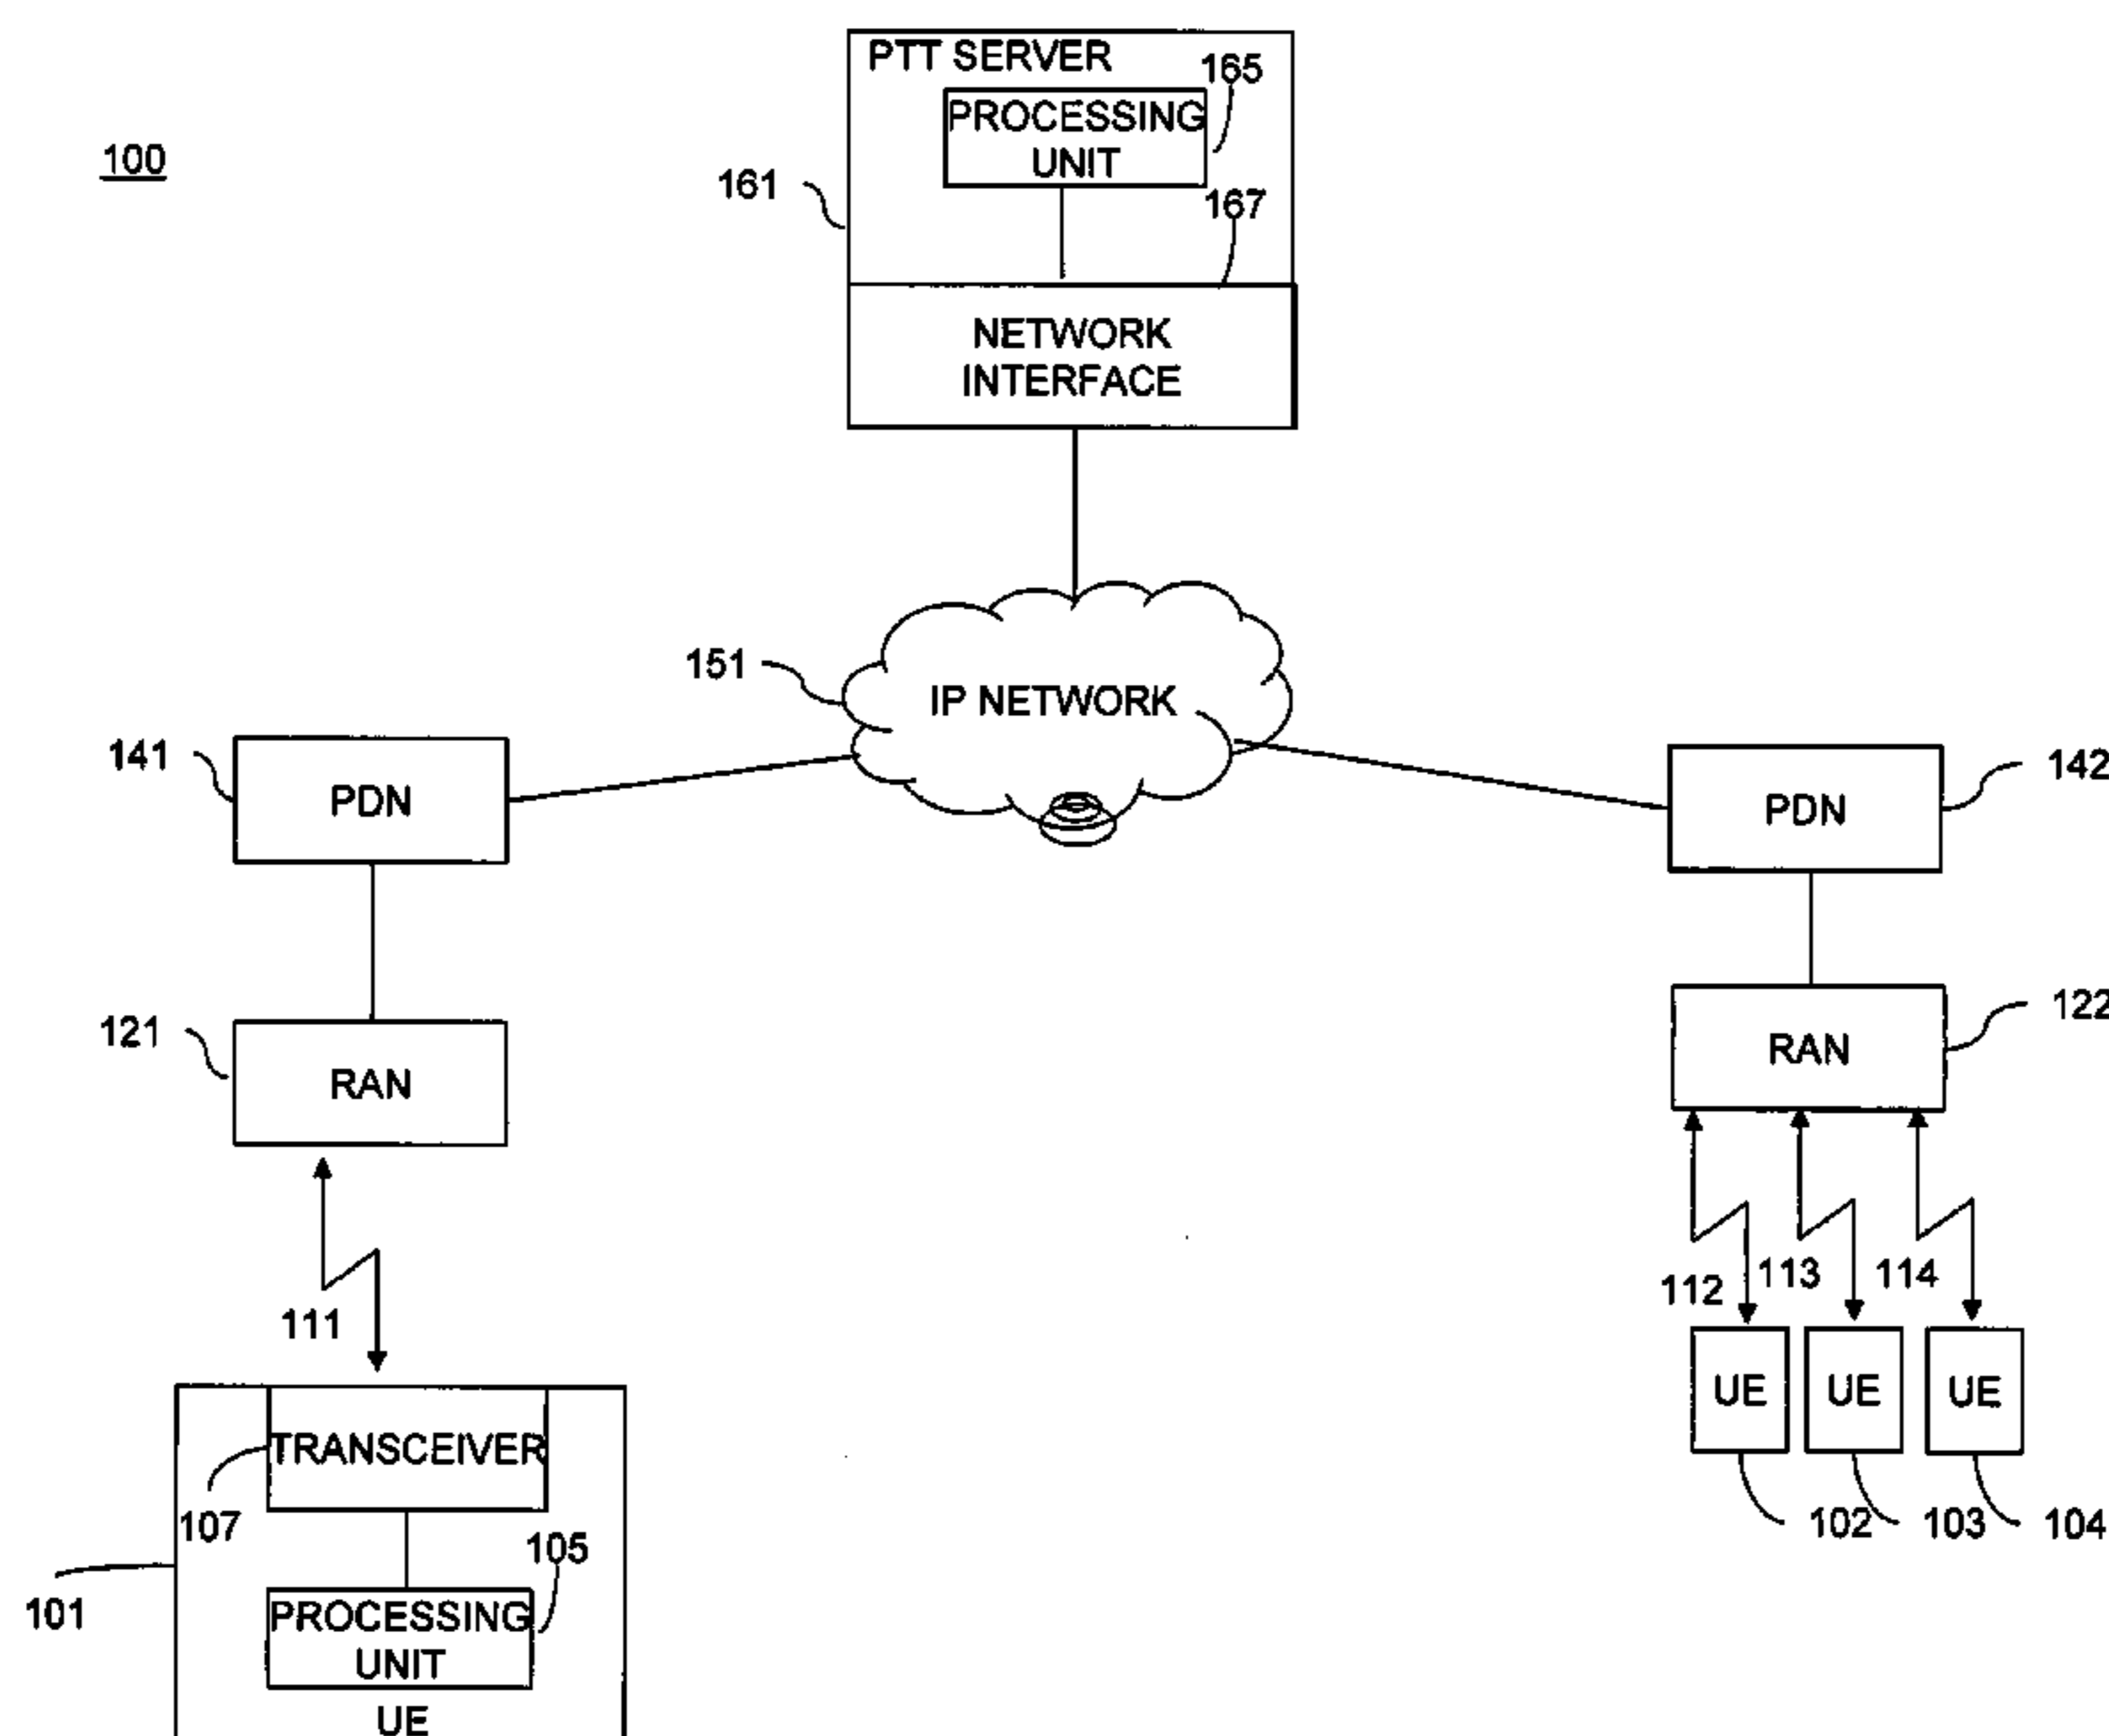 PTT SERVER
165
PROCESSING
UNIT
100
161
167
NETWORK
INTERFACE
151
IP NETWORK
141
PDN
142
PDN
121
RAN
122
RAN
111
112
113
114
UE
UE
UE
TRANSCEIVER
107
102
103
104
105
101
PROCESSING
UNIT
UE